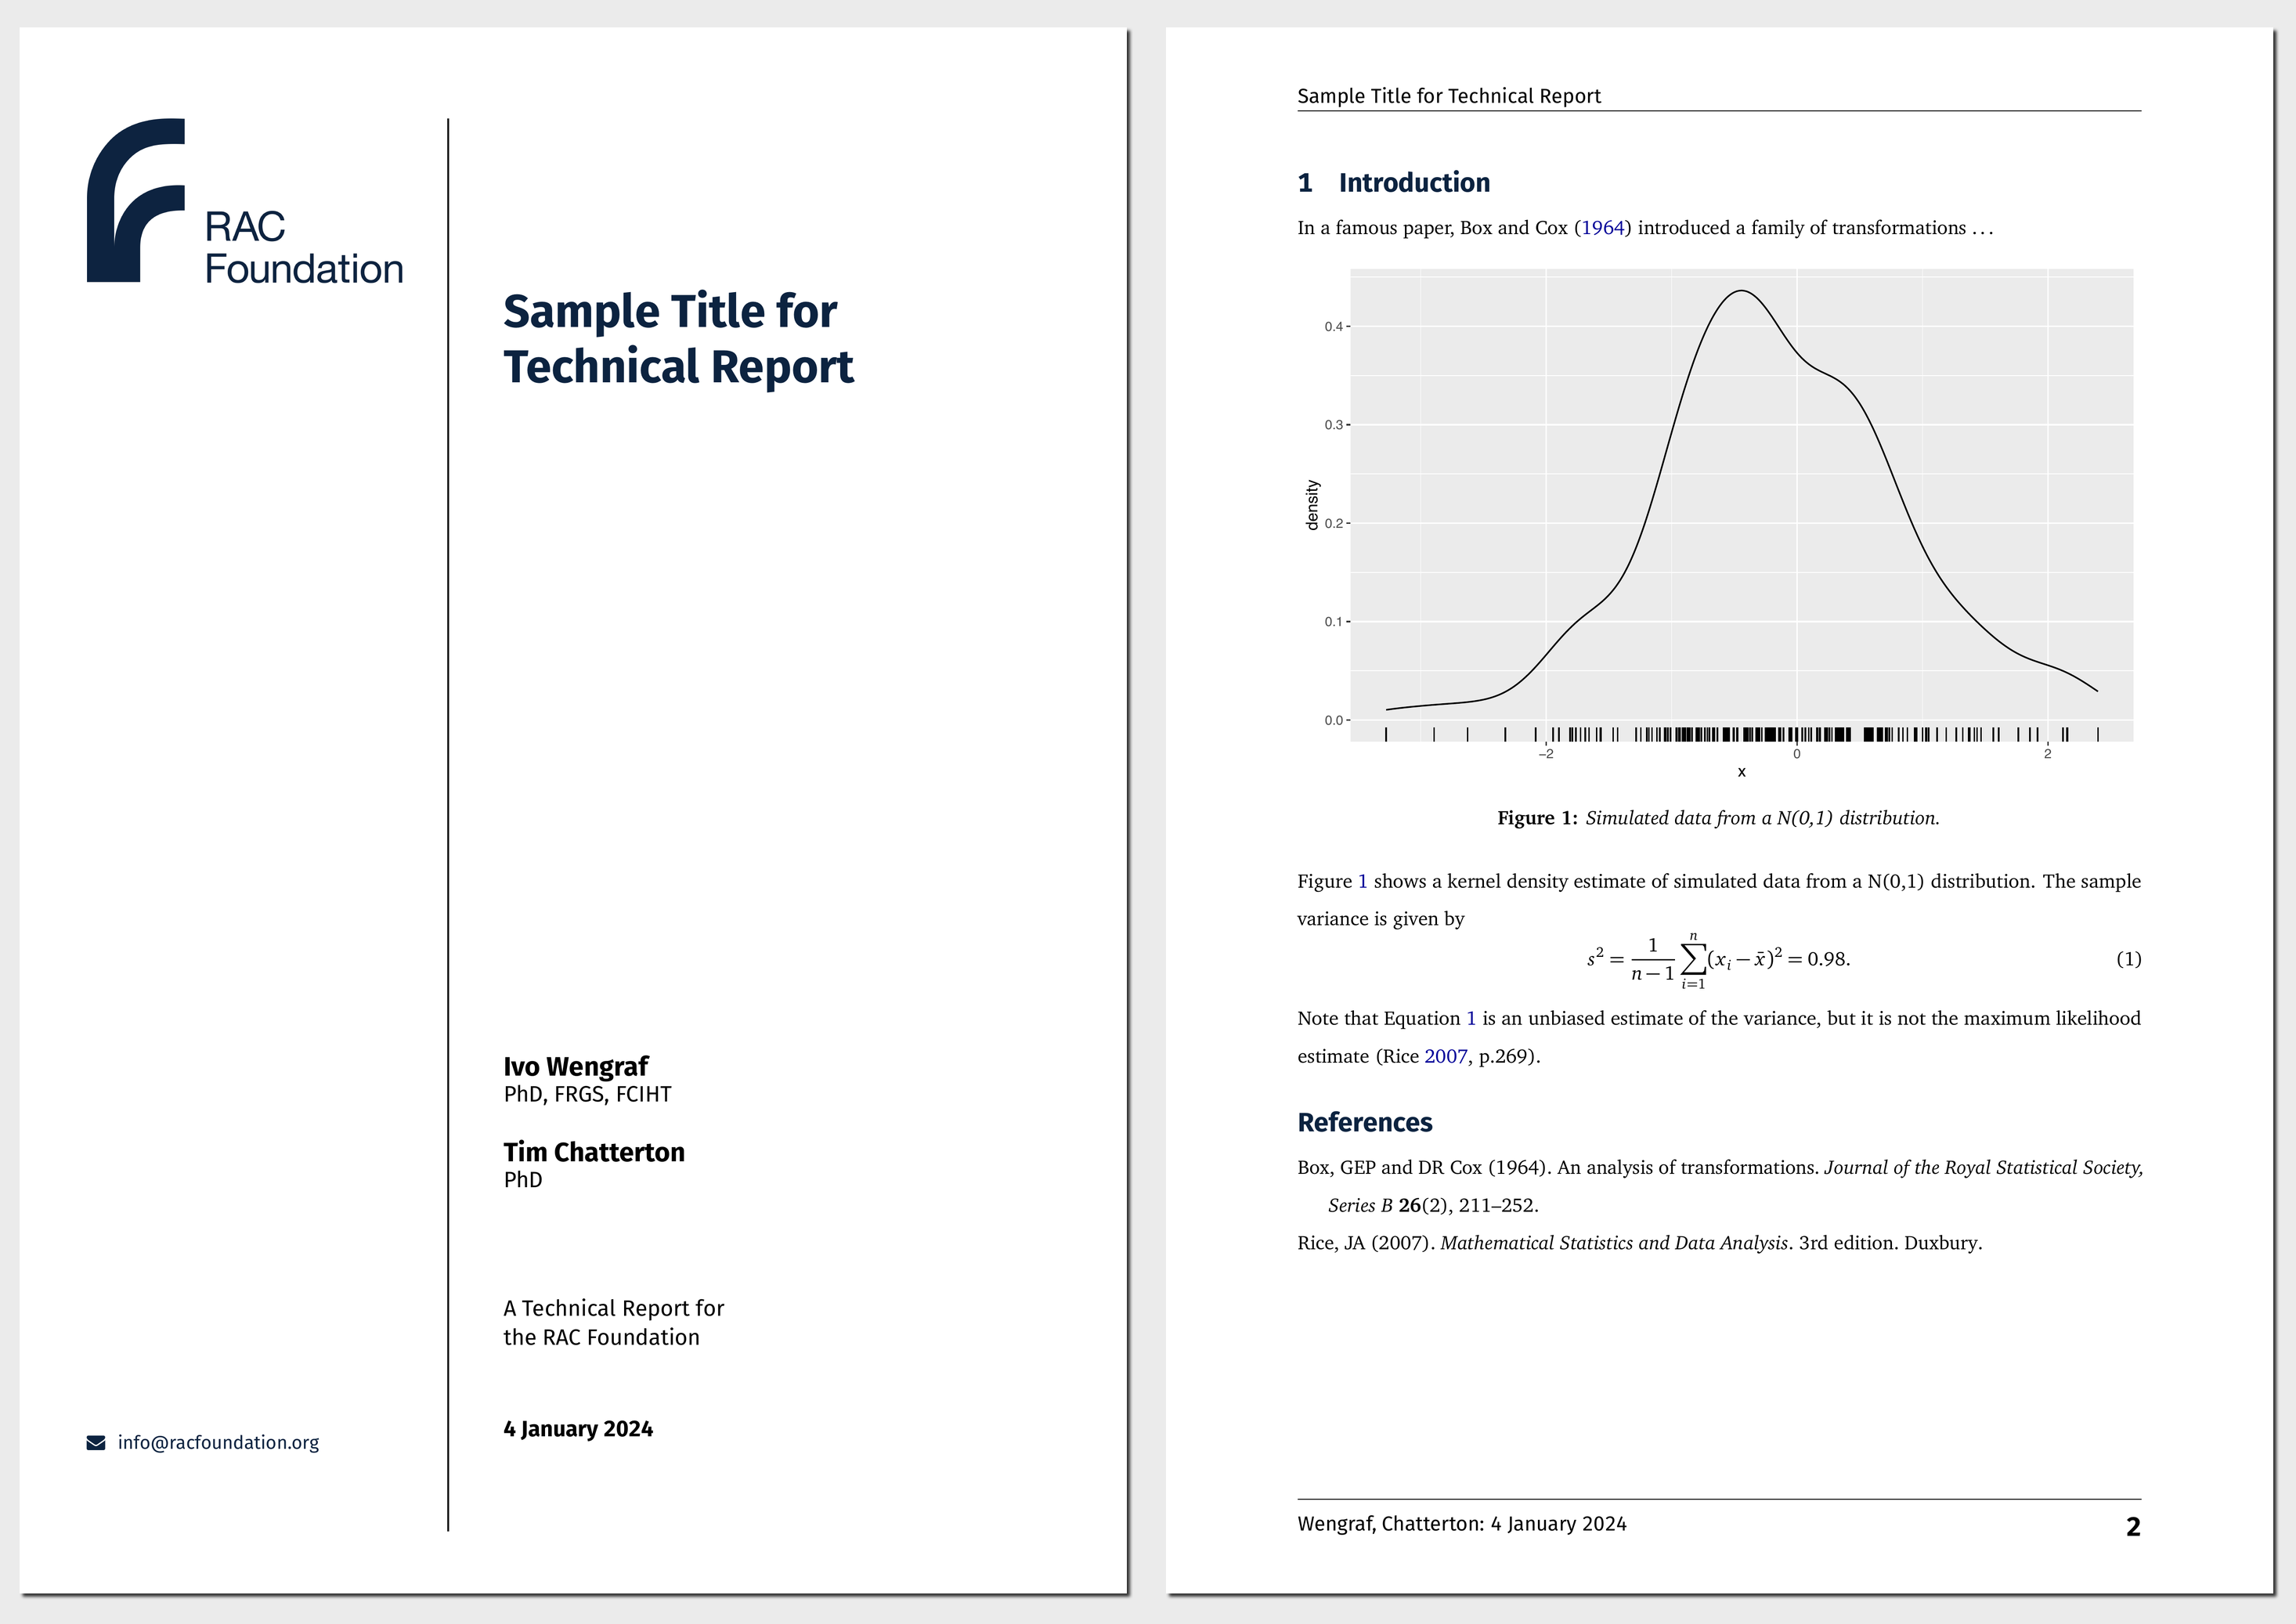 RAC
Foundation
Sample Title for
Technical Report
Ivo Wengraf
PhD, FRGS, FCIHT
Tim Chatterton
PhD
A Technical Report for
the RAC Foundation
4 January 2024
info@racfoundation.org
Sample Title for Technical Report
1 Introduction
In a famous paper, Box and Cox (1964) introduced a family of transformations ...
0.4
0.3
0.2
0.1
0.0
density
−2 0 2
x
Figure 1: Simulated data from a N(0,1) distribution.
Figure 1 shows a kernel density estimate of simulated data from a N(0,1) distribution. The sample
variance is given by
s² = 1/(n − 1) ∑_{i=1}^{n} (x_i − x̄)² = 0.98. (1)
Note that Equation 1 is an unbiased estimate of the variance, but it is not the maximum likelihood
estimate (Rice 2007, p.269).
References
Box, GEP and DR Cox (1964). An analysis of transformations. Journal of the Royal Statistical Society,
Series B 26(2), 211–252.
Rice, JA (2007). Mathematical Statistics and Data Analysis. 3rd edition. Duxbury.
Wengraf, Chatterton: 4 January 2024 2